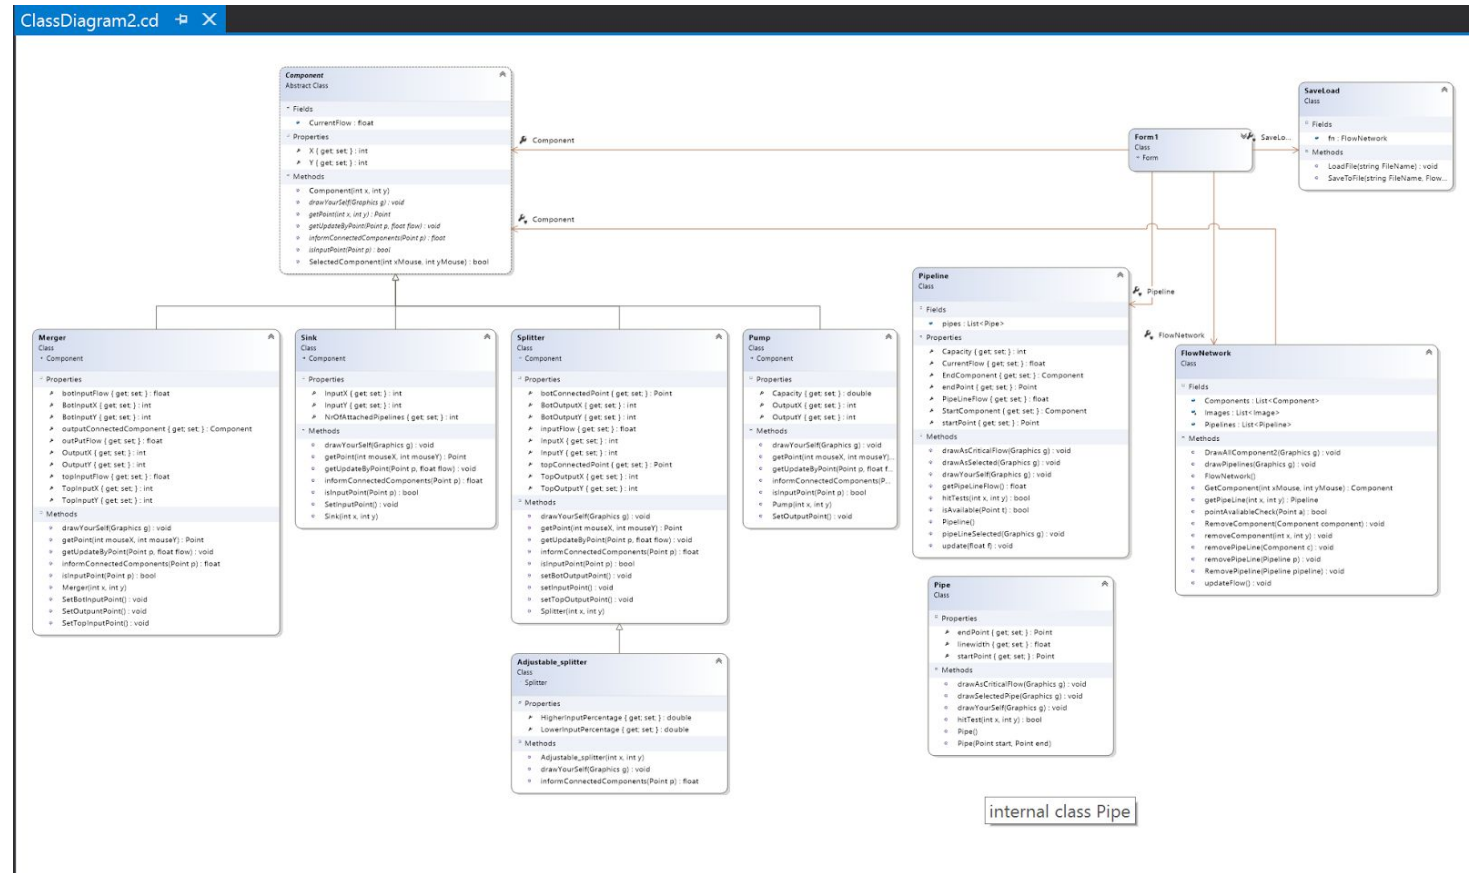 ClassDiagram2.cd
Component
Abstract Class
Fields
CurrentFlow : float
Properties
X { get; set; } : int
Y { get; set; } : int
Methods
Component(int x, int y)
drawYourSelf(Graphics g) : void
getPoint(int x, int y) : Point
getUpdateByPoint(Point p, float flow) : void
informConnectedComponents(Point p) : float
isInputPoint(Point p) : bool
SelectedComponent(int xMouse, int yMouse) : bool
Component
Component
Form1
Class
Form
SaveLo...
SaveLoad
Class
Fields
fn : FlowNetwork
Methods
LoadFile(string FileName) : void
SaveToFile(string FileName, Flow...
Pipeline
FlowNetwork
Merger
Class
Component
Properties
botInputFlow { get; set; } : float
BotInputX { get; set; } : int
BotInputY { get; set; } : int
outputConnectedComponent { get; set; } : Component
outPutFlow { get; set; } : float
OutputX { get; set; } : int
OutputY { get; set; } : int
topInputFlow { get; set; } : float
TopInputX { get; set; } : int
TopInputY { get; set; } : int
Methods
drawYourSelf(Graphics g) : void
getPoint(int mouseX, int mouseY) : Point
getUpdateByPoint(Point p, float flow) : void
informConnectedComponents(Point p) : float
isInputPoint(Point p) : bool
Merger(int x, int y)
SetBotInputPoint() : void
SetOutpuntPoint() : void
SetTopInputPoint() : void
Sink
Class
Component
Properties
InputX { get; set; } : int
InputY { get; set; } : int
NrOfAttachedPipelines { get; set; } : int
Methods
drawYourSelf(Graphics g) : void
getPoint(int mouseX, int mouseY) : Point
getUpdateByPoint(Point p, float flow) : void
informConnectedComponents(Point p) : float
isInputPoint(Point p) : bool
SetInputPoint() : void
Sink(int x, int y)
Splitter
Class
Component
Properties
botConnectedPoint { get; set; } : Point
BotOutputX { get; set; } : int
BotOutputY { get; set; } : int
inputFlow { get; set; } : float
InputX { get; set; } : int
InputY { get; set; } : int
topConnectedPoint { get; set; } : Point
TopOutputX { get; set; } : int
TopOutputY { get; set; } : int
Methods
drawYourSelf(Graphics g) : void
getPoint(int mouseX, int mouseY) : Point
getUpdateByPoint(Point p, float flow) : void
informConnectedComponents(Point p) : float
isInputPoint(Point p) : bool
setBotOutputPoint() : void
setInputPoint() : void
setTopOutputPoint() : void
Splitter(int x, int y)
Pump
Class
Component
Properties
Capacity { get; set; } : double
OutputX { get; set; } : int
OutputY { get; set; } : int
Methods
drawYourSelf(Graphics g) : void
getPoint(int mouseX, int mouseY)...
getUpdateByPoint(Point p, float f...
informConnectedComponents(P...
isInputPoint(Point p) : bool
Pump(int x, int y)
SetOutputPoint() : void
Pipeline
Class
Fields
pipes : List<Pipe>
Properties
Capacity { get; set; } : int
CurrentFlow { get; set; } : float
EndComponent { get; set; } : Component
endPoint { get; set; } : Point
PipeLineFlow { get; set; } : float
StartComponent { get; set; } : Component
startPoint { get; set; } : Point
Methods
drawAsCriticalFlow(Graphics g) : void
drawAsSelected(Graphics g) : void
drawYourSelf(Graphics g) : void
getPipeLineFlow() : float
hitTests(int x, int y) : bool
isAvailable(Point t) : bool
Pipeline()
pipeLineSelected(Graphics g) : void
update(float f) : void
FlowNetwork
Class
Fields
Components : List<Component>
Images : List<Image>
Pipelines : List<Pipeline>
Methods
DrawAllComponent2(Graphics g) : void
drawPipelines(Graphics g) : void
FlowNetwork()
GetComponent(int xMouse, int yMouse) : Component
getPipeLine(int x, int y) : Pipeline
pointAvaliableCheck(Point a) : bool
RemoveComponent(Component component) : void
removeComponent(int x, int y) : void
removePipeLine(Component c) : void
removePipeLine(Pipeline p) : void
RemovePipeline(Pipeline pipeline) : void
updateFlow() : void
Pipe
Class
Properties
endPoint { get; set; } : Point
linewidth { get; set; } : float
startPoint { get; set; } : Point
Methods
drawAsCriticalFlow(Graphics g) : void
drawSelectedPipe(Graphics g) : void
drawYourSelf(Graphics g) : void
hitTest(int x, int y) : bool
Pipe()
Pipe(Point start, Point end)
Adjustable_splitter
Class
Splitter
Properties
HigherInputPercentage { get; set; } : double
LowerInputPercentage { get; set; } : double
Methods
Adjustable_splitter(int x, int y)
drawYourSelf(Graphics g) : void
informConnectedComponents(Point p) : float
internal class Pipe